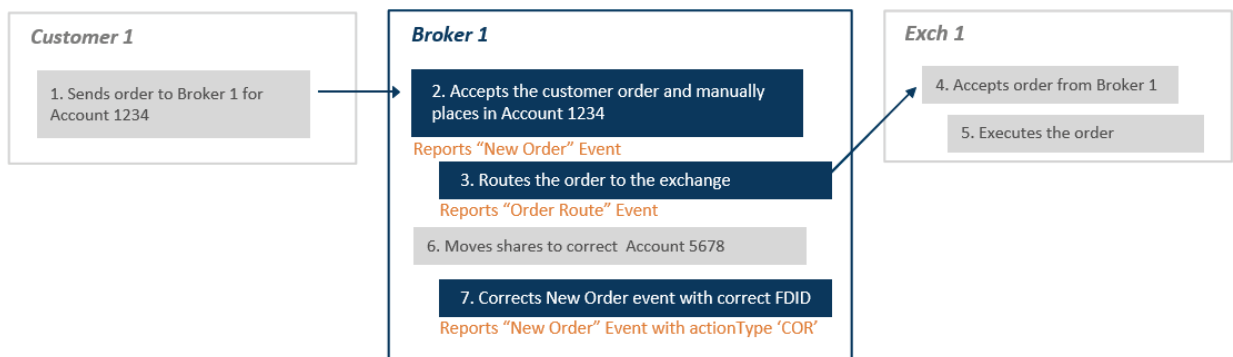 Customer 1
1. Sends order to Broker 1 for
Account 1234
Broker 1
2. Accepts the customer order and manually
places in Account 1234
Reports “New Order” Event
3. Routes the order to the exchange
Reports “Order Route” Event
6. Moves shares to correct Account 5678
7. Corrects New Order event with correct FDID
Reports “New Order” Event with actionType ‘COR’
Exch 1
4. Accepts order from Broker 1
5. Executes the order